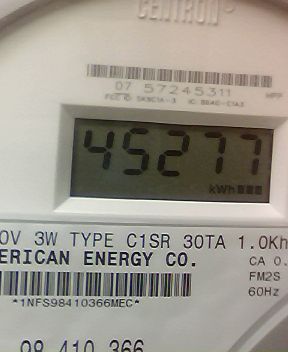 CENTRON
07 57245311
45277
kWh
0V 3W TYPE C1SR 30TA 1.0Kh
ERICAN ENERGY CO.
CA 0.
FM2S
*1NFS98410366MEC*
60Hz
98 410 366